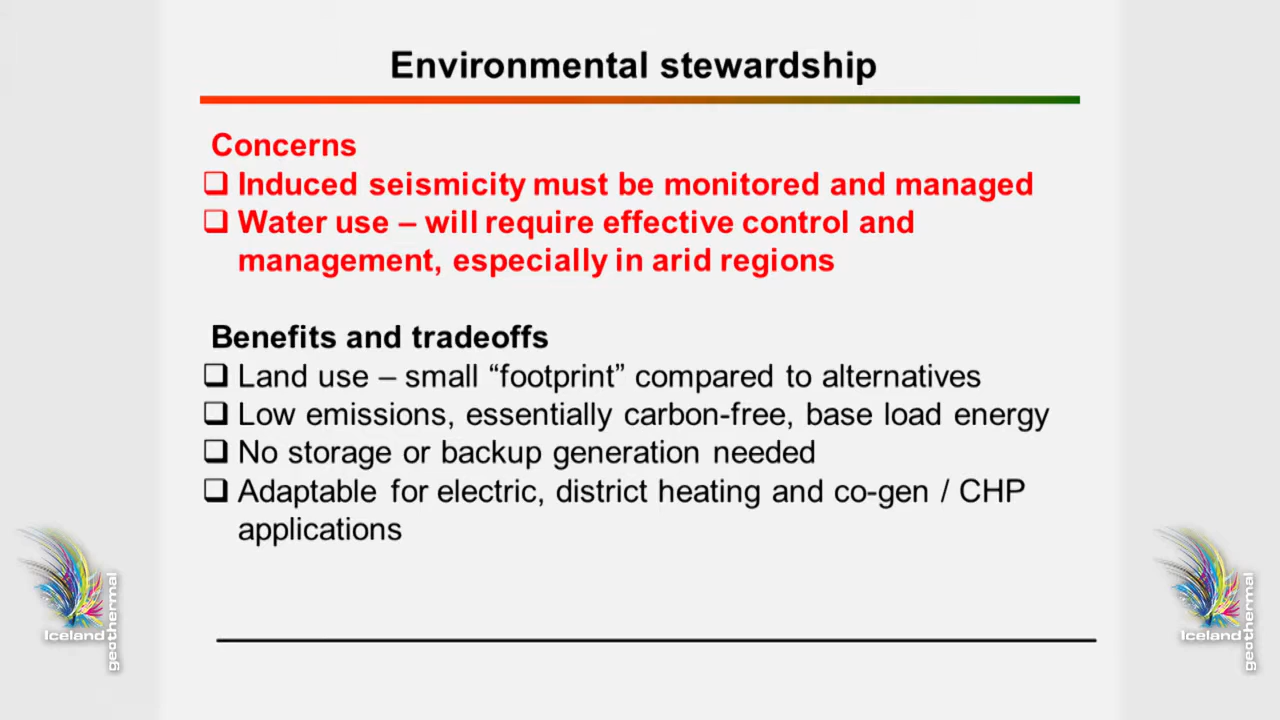 Environmental stewardship
Concerns
❑ Induced seismicity must be monitored and managed
❑ Water use – will require effective control and
management, especially in arid regions
Benefits and tradeoffs
❑ Land use – small “footprint” compared to alternatives
❑ Low emissions, essentially carbon-free, base load energy
❑ No storage or backup generation needed
❑ Adaptable for electric, district heating and co-gen / CHP
applications
Iceland
geothermal
Iceland
geothermal